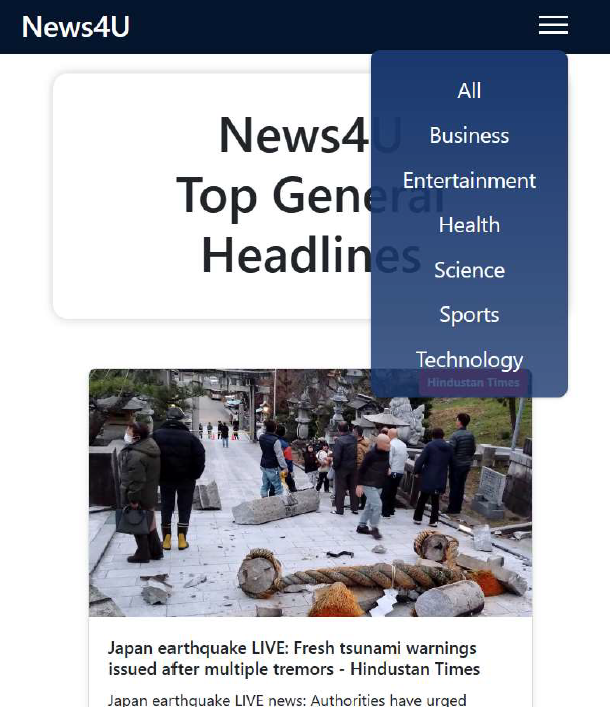 News4U
All
Business
Entertainment
Health
Science
Sports
Technology
News4U
Top General
Headlines
Hindustan Times
Japan earthquake LIVE: Fresh tsunami warnings
issued after multiple tremors - Hindustan Times
Japan earthquake LIVE news: Authorities have urged